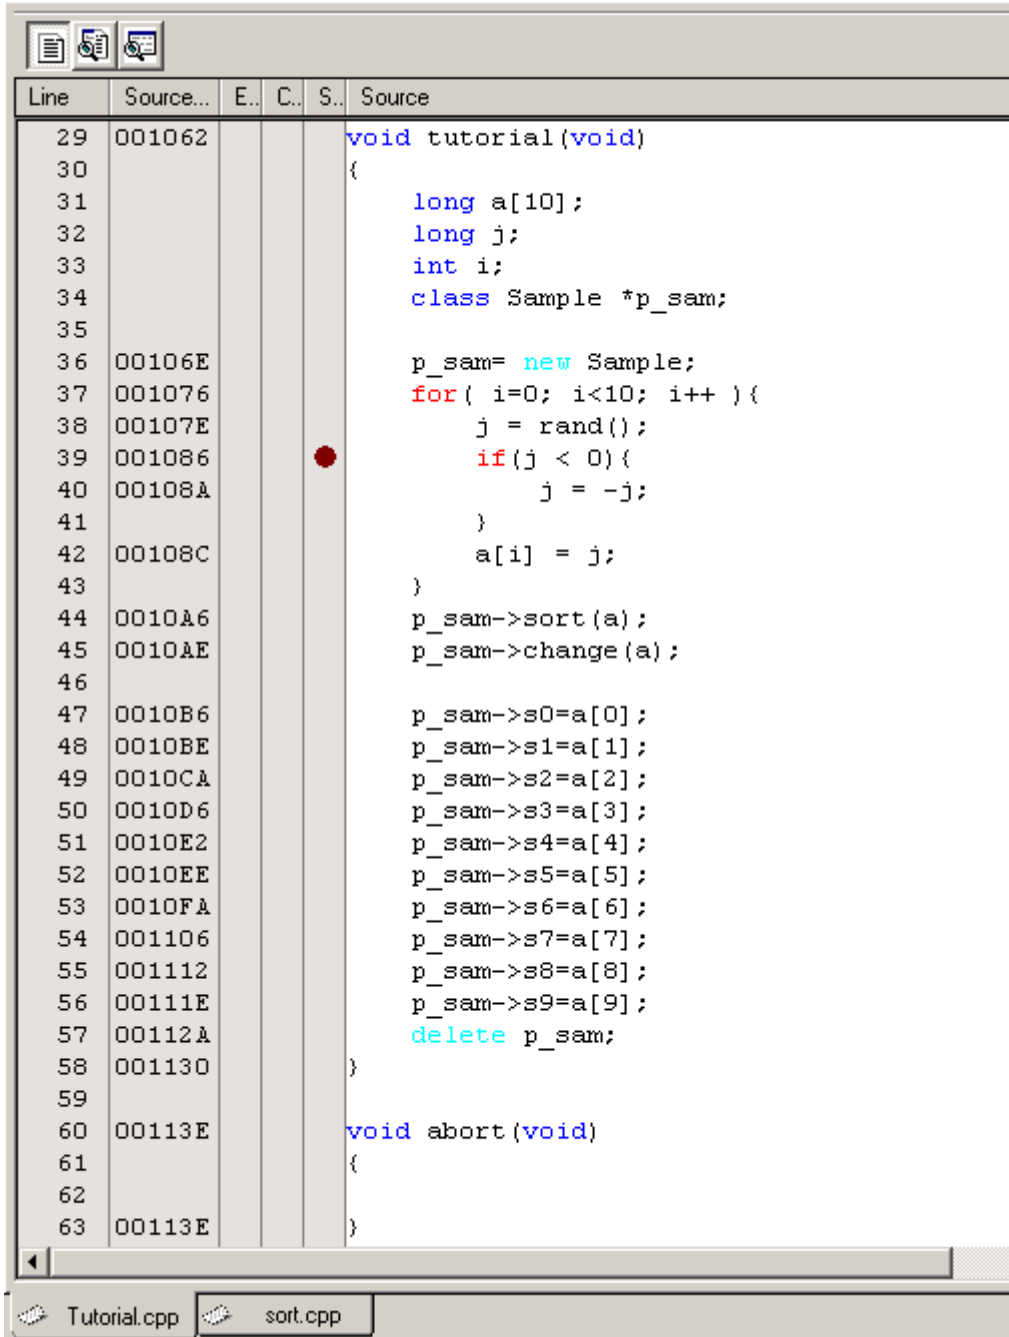 Line Source... E.. C.. S.. Source
29 001062 void tutorial(void)
30 {
31 long a[10];
32 long j;
33 int i;
34 class Sample *p_sam;
35
36 00106E p_sam= new Sample;
37 001076 for( i=0; i<10; i++ ){
38 00107E j = rand();
39 001086 if(j < 0){
40 00108A j = -j;
41 }
42 00108C a[i] = j;
43 }
44 0010A6 p_sam->sort(a);
45 0010AE p_sam->change(a);
46
47 0010B6 p_sam->s0=a[0];
48 0010BE p_sam->s1=a[1];
49 0010CA p_sam->s2=a[2];
50 0010D6 p_sam->s3=a[3];
51 0010E2 p_sam->s4=a[4];
52 0010EE p_sam->s5=a[5];
53 0010FA p_sam->s6=a[6];
54 001106 p_sam->s7=a[7];
55 001112 p_sam->s8=a[8];
56 00111E p_sam->s9=a[9];
57 00112A delete p_sam;
58 001130 }
59
60 00113E void abort(void)
61 {
62
63 00113E }
Tutorial.cpp sort.cpp